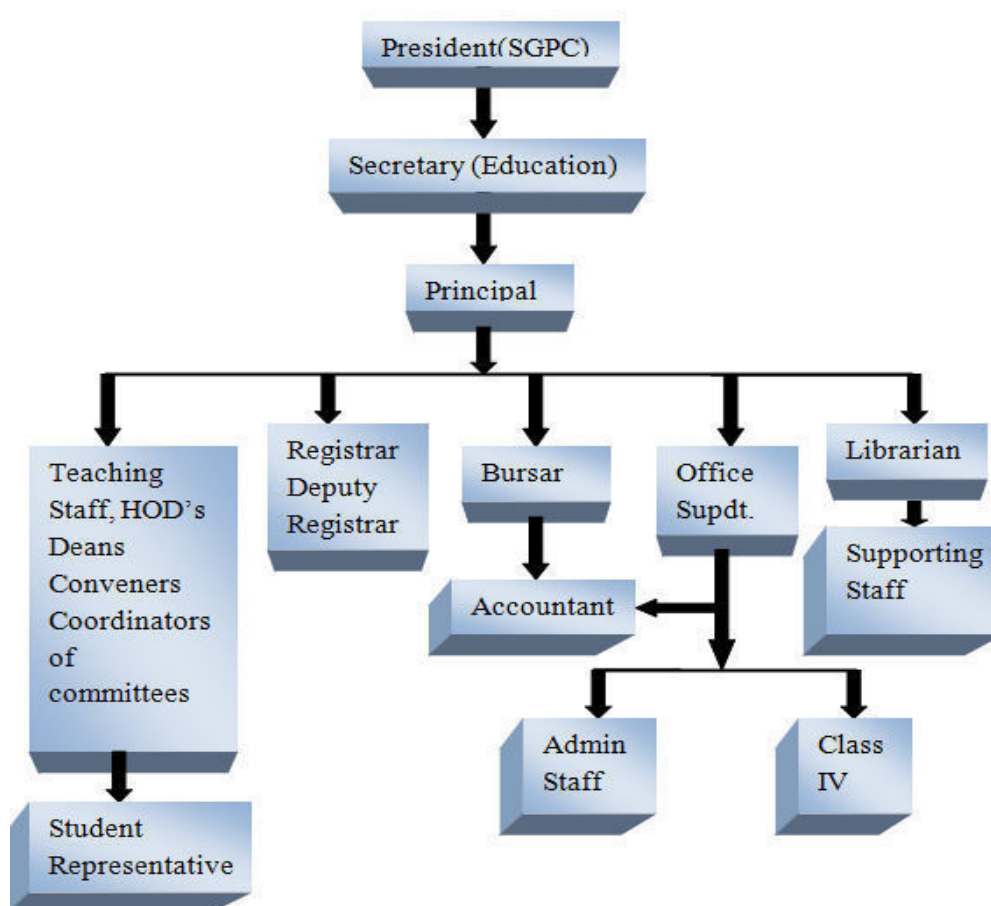 President(SGPC)
Secretary (Education)
Principal
Teaching
Staff, HOD's
Deans
Conveners
Coordinators
of
committees
Registrar
Deputy
Registrar
Bursar
Office
Supdt.
Librarian
Accountant
Supporting
Staff
Admin
Staff
Class
IV
Student
Representative